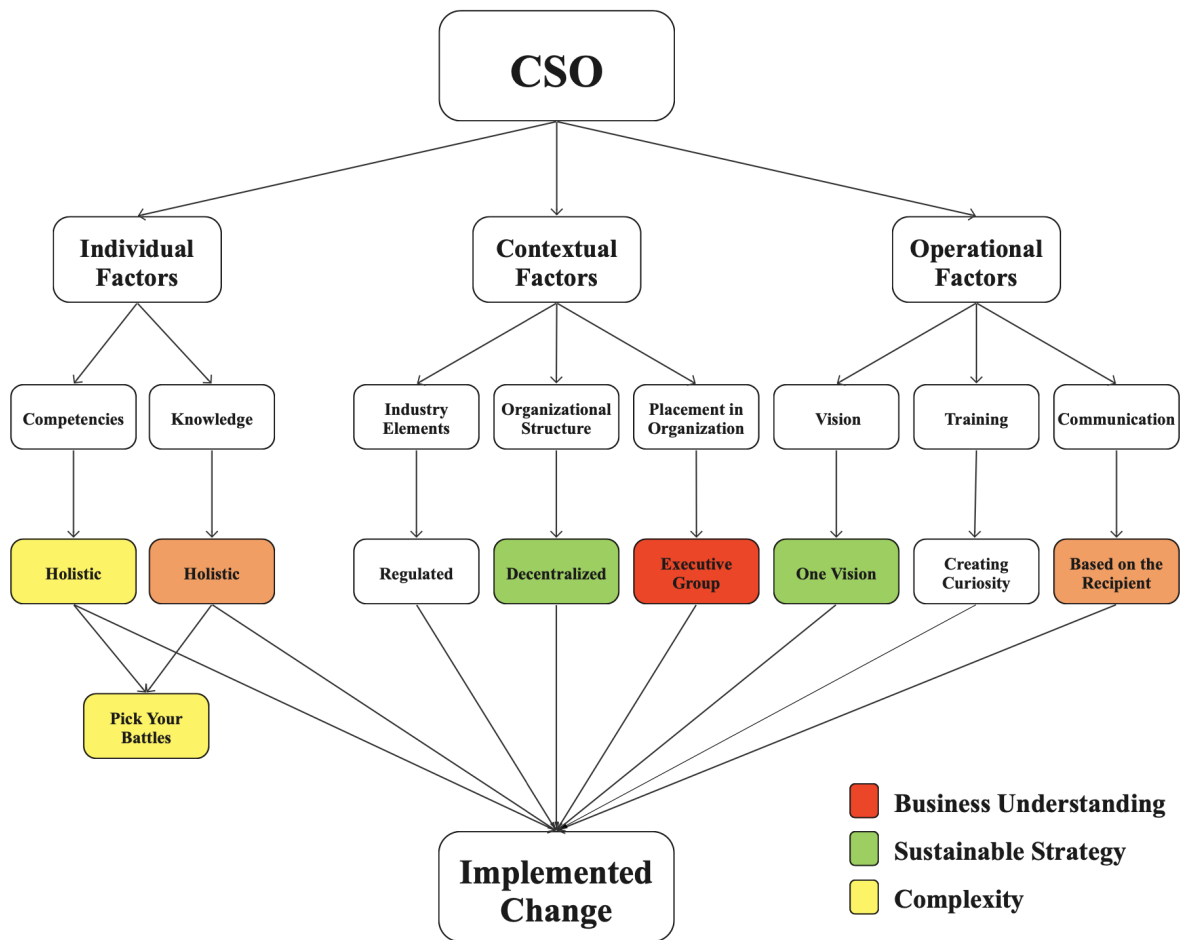 CSO
Individual
Factors
Contextual
Factors
Operational
Factors
Competencies
Knowledge
Industry
Elements
Organizational
Structure
Placement in
Organization
Vision
Training
Communication
Holistic
Holistic
Regulated
Decentralized
Executive
Group
One Vision
Creating
Curiosity
Based on the
Recipient
Pick Your
Battles
Implemented
Change
Business Understanding
Sustainable Strategy
Complexity